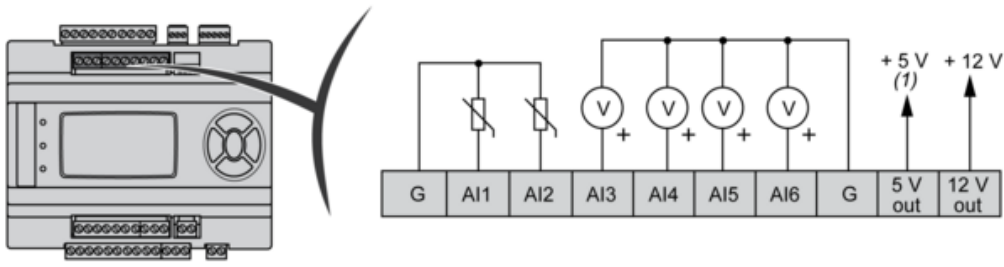 + 5 V + 12 V
(1)
V V V V
+ + + +
G AI1 AI2 AI3 AI4 AI5 AI6 G 5 V out 12 V out